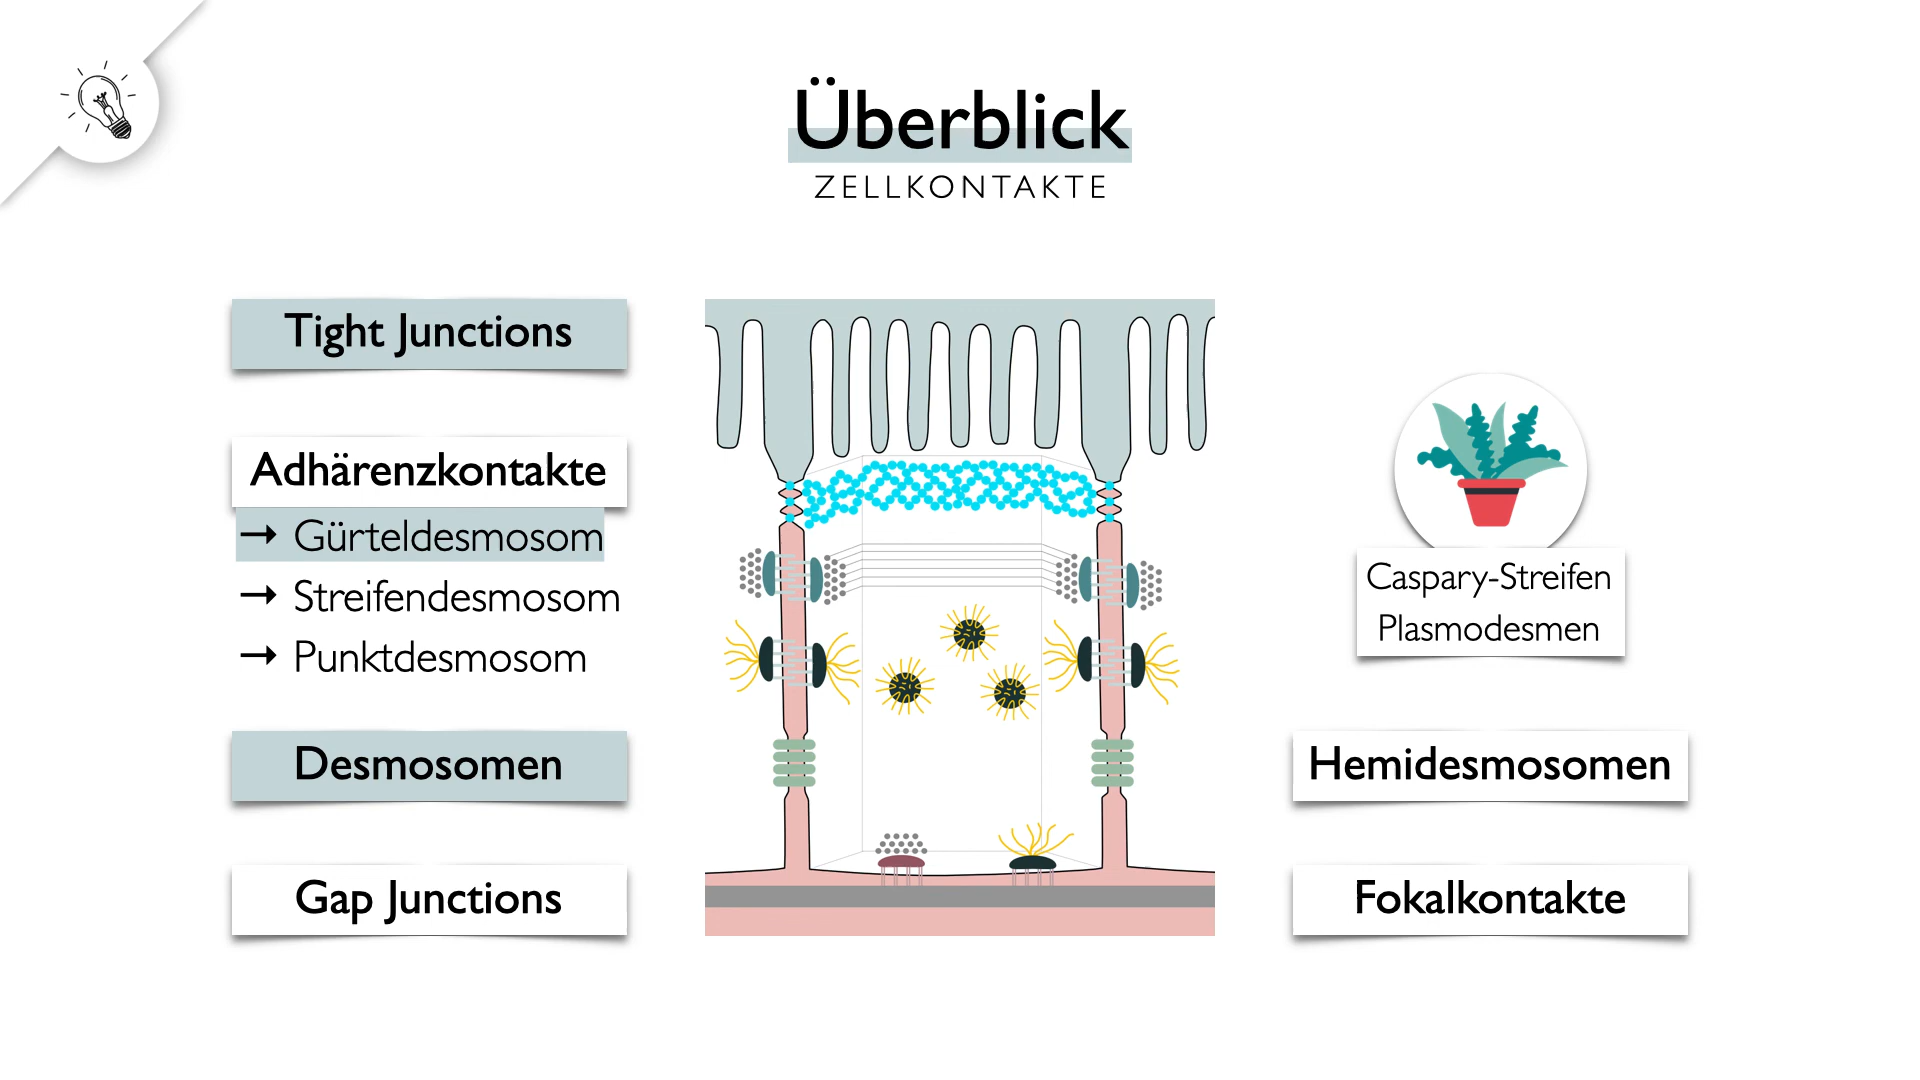 Überblick
ZELLKONTAKTE
Tight Junctions
Adhärenzkontakte
→ Gürteldesmosom
→ Streifendesmosom
→ Punktdesmosom
Desmosomen
Gap Junctions
Caspary-Streifen
Plasmodesmen
Hemidesmosomen
Fokalkontakte